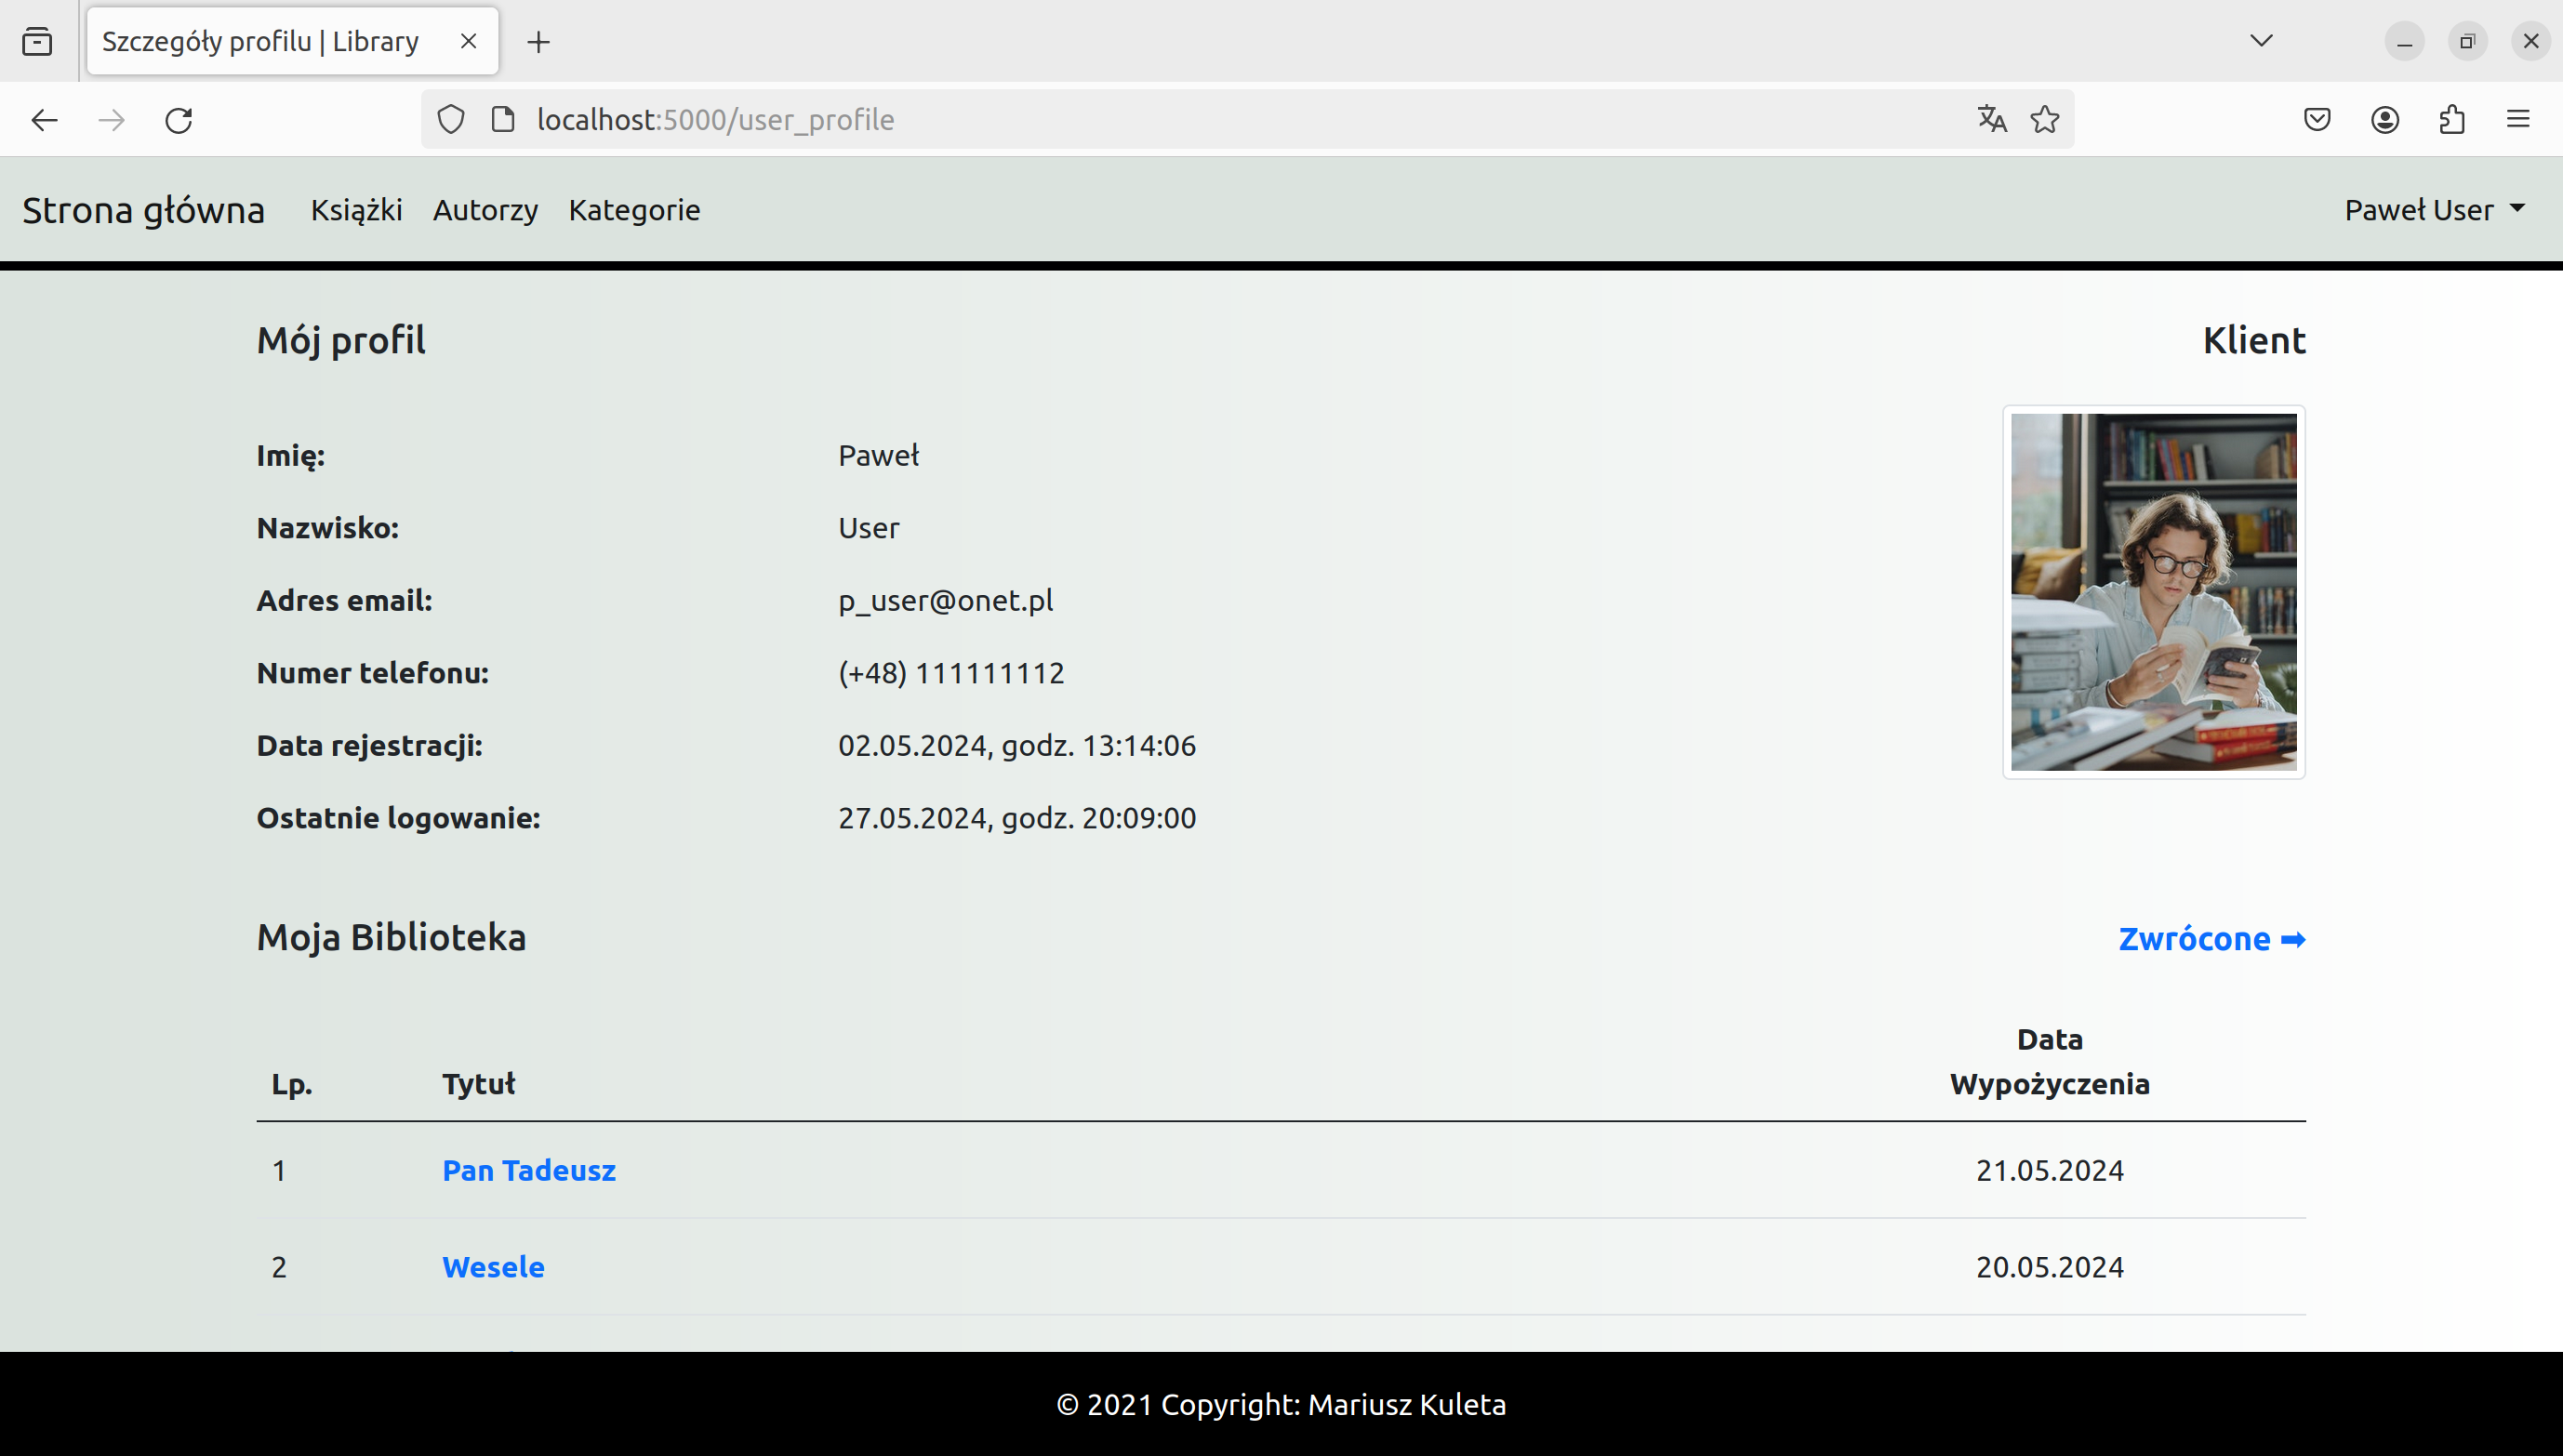 Szczegóły profilu | Library
localhost:5000/user_profile
Strona główna Książki Autorzy Kategorie Paweł User
Mój profil Klient
Imię: Paweł
Nazwisko: User
Adres email: p_user@onet.pl
Numer telefonu: (+48) 111111112
Data rejestracji: 02.05.2024, godz. 13:14:06
Ostatnie logowanie: 27.05.2024, godz. 20:09:00
Moja Biblioteka Zwrócone ➡
Data
Lp. Tytuł Wypożyczenia
1 Pan Tadeusz 21.05.2024
2 Wesele 20.05.2024
© 2021 Copyright: Mariusz Kuleta